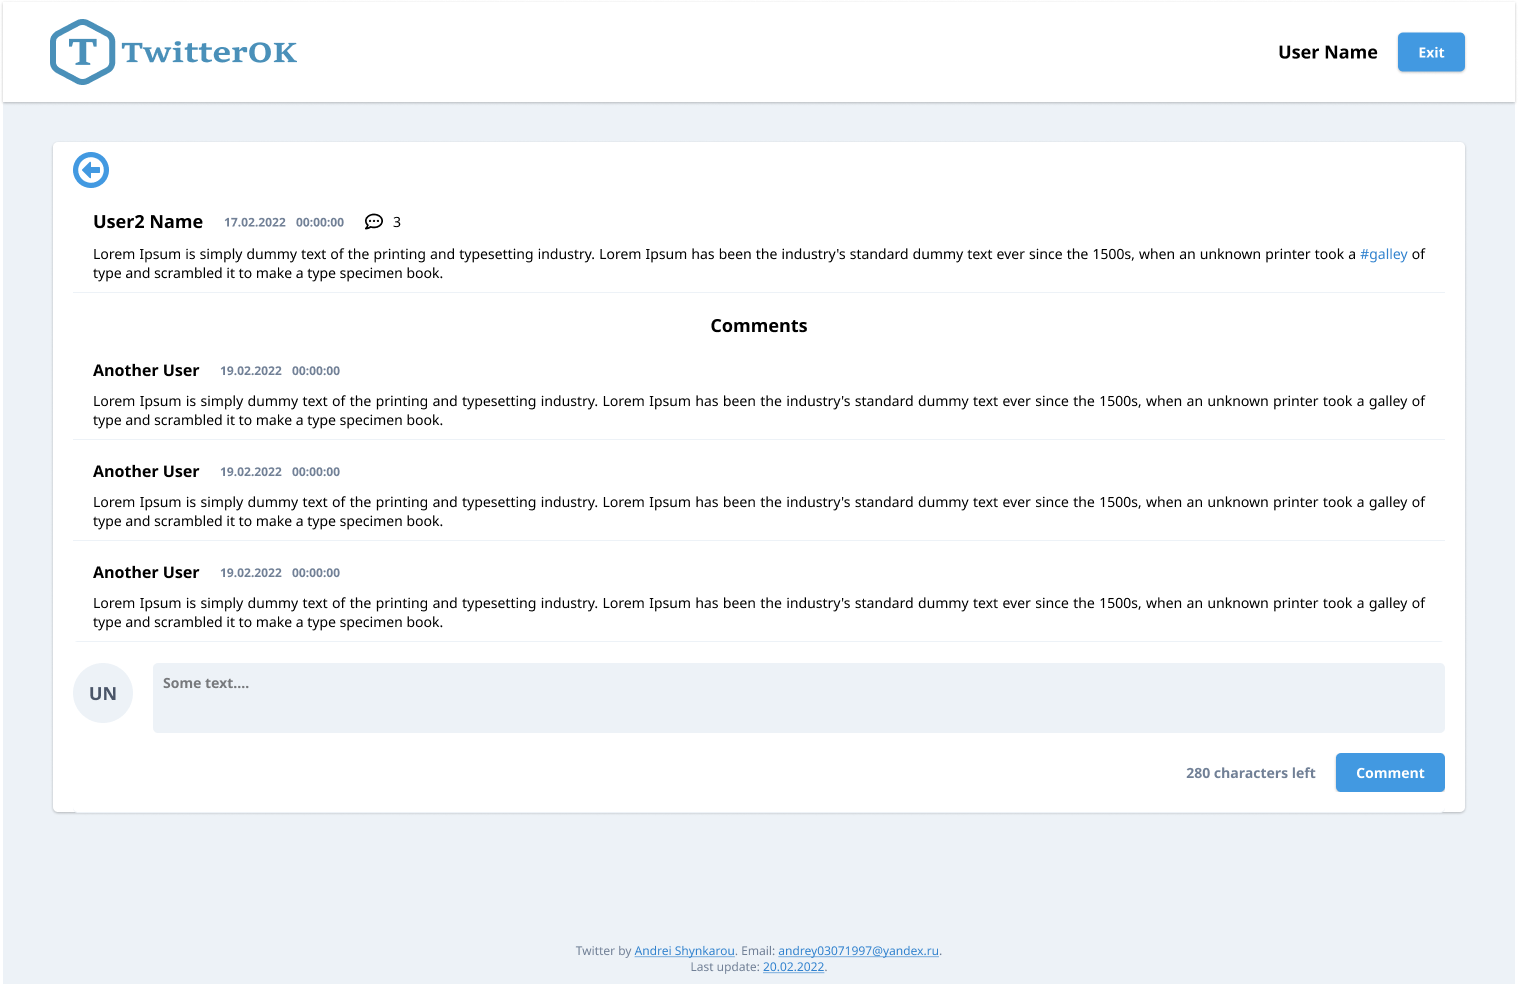 T TwitterOK
User Name
Exit
User2 Name 17.02.2022 00:00:00 3
Lorem Ipsum is simply dummy text of the printing and typesetting industry. Lorem Ipsum has been the industry's standard dummy text ever since the 1500s, when an unknown printer took a #galley of
type and scrambled it to make a type specimen book.
Comments
Another User 19.02.2022 00:00:00
Lorem Ipsum is simply dummy text of the printing and typesetting industry. Lorem Ipsum has been the industry's standard dummy text ever since the 1500s, when an unknown printer took a galley of
type and scrambled it to make a type specimen book.
Another User 19.02.2022 00:00:00
Lorem Ipsum is simply dummy text of the printing and typesetting industry. Lorem Ipsum has been the industry's standard dummy text ever since the 1500s, when an unknown printer took a galley of
type and scrambled it to make a type specimen book.
Another User 19.02.2022 00:00:00
Lorem Ipsum is simply dummy text of the printing and typesetting industry. Lorem Ipsum has been the industry's standard dummy text ever since the 1500s, when an unknown printer took a galley of
type and scrambled it to make a type specimen book.
UN
Some text....
280 characters left
Comment
Twitter by Andrei Shynkarou. Email: andrey03071997@yandex.ru.
Last update: 20.02.2022.